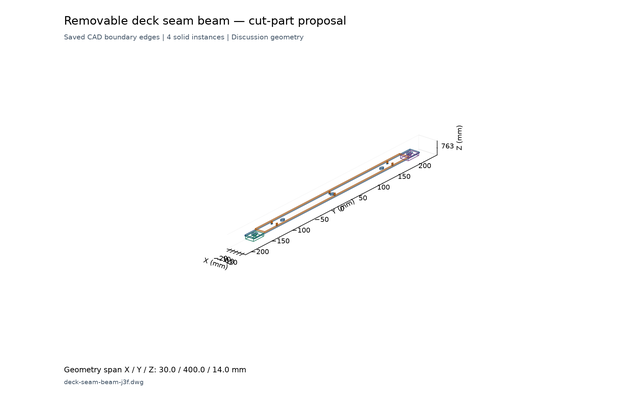 Removable deck seam beam — cut-part proposal
Saved CAD boundary edges | 4 solid instances | Discussion geometry
763
Z (mm)
200
150
100
50
Y (mm)
−50
−100
−150
−200
X (mm)
Geometry span X / Y / Z: 30.0 / 400.0 / 14.0 mm
deck-seam-beam-j3f.dwg